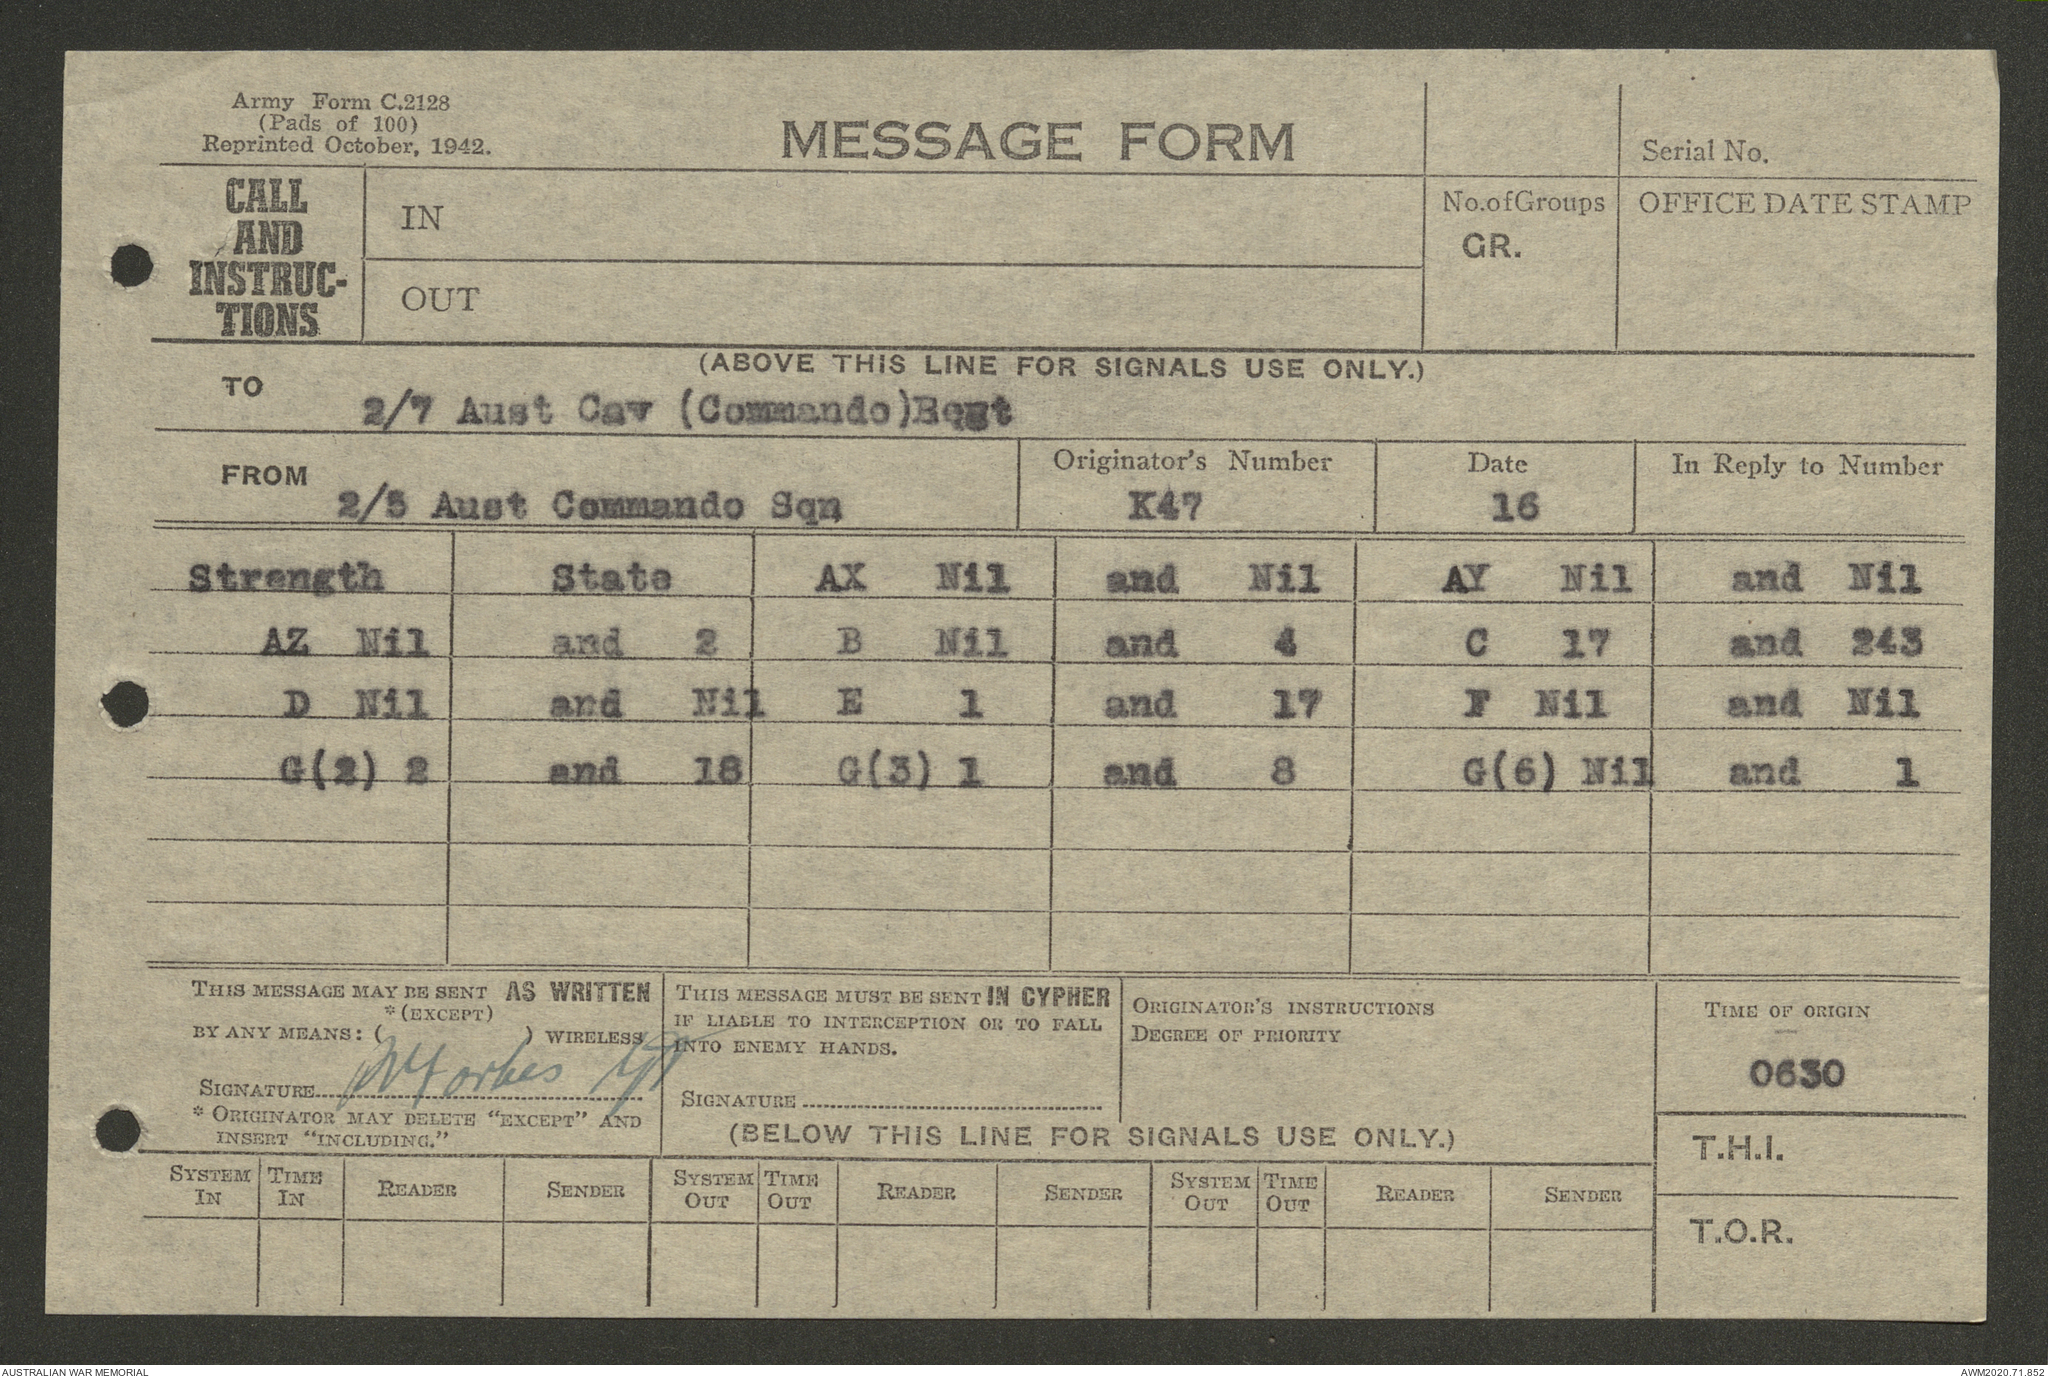 Army Form C.2128
(Pads of 100)
Reprinted October, 1942.
MESSAGE FORM
Serial No.
CALL AND INSTRUC-TIONS
IN
OUT
No.ofGroups
GR.
OFFICE DATE STAMP
(ABOVE THIS LINE FOR SIGNALS USE ONLY.)
TO
2/7 Aust Cav (Commando)Regt
FROM
2/5 Aust Commando Sqn
Originator's Number
K47
Date
16
In Reply to Number
Strength State AX Nil and Nil AY Nil and Nil
AZ Nil and 2 B Nil and 4 C 17 and 243
D Nil and Nil E 1 and 17 F Nil and Nil
G(2) 2 and 18 G(3) 1 and 8 G(6) Nil and 1
THIS MESSAGE MAY BE SENT AS WRITTEN
*(EXCEPT)
BY ANY MEANS: ( ) WIRELESS
SIGNATURE
Forbes
* ORIGINATOR MAY DELETE "EXCEPT" AND
INSERT "INCLUDING."
THIS MESSAGE MUST BE SENT IN CYPHER
IF LIABLE TO INTERCEPTION OR TO FALL
INTO ENEMY HANDS.
SIGNATURE
ORIGINATOR'S INSTRUCTIONS
DEGREE OF PRIORITY
TIME OF ORIGIN
0630
(BELOW THIS LINE FOR SIGNALS USE ONLY.)
T.H.I.
T.O.R.
SYSTEM IN TIME IN READER SENDER SYSTEM OUT TIME OUT READER SENDER SYSTEM OUT TIME OUT READER SENDER
AUSTRALIAN WAR MEMORIAL
AWM2020.71.852